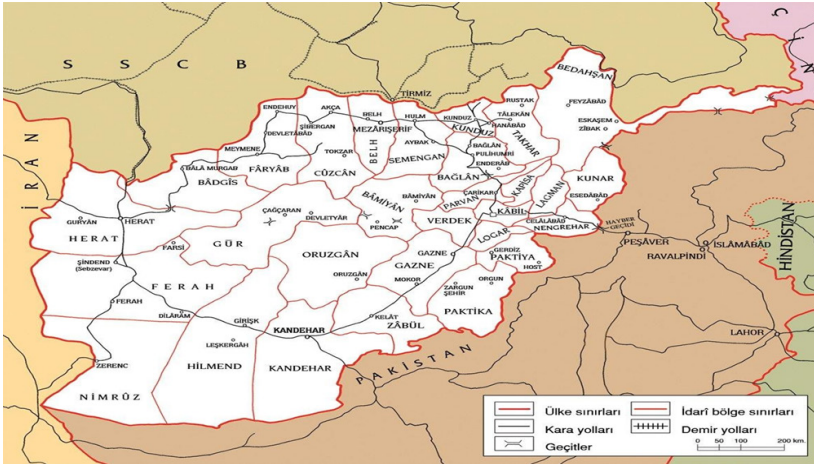 S S C B
ÇİN
İRAN
HİNDİSTAN
PAKİSTAN
TİRMİZ
BEDAHŞAN
RUSTAK
FEYZÂBÂD
ENDEHUY
AKÇA
BELH
HULM
KUNDUZ
TÂLEKÂN
HANÂBÂD
EŞKAŞEM
ZİBAK
ŞİBERGAN
MEZÂRIŞERİF
KUNDUZ
TAKHAR
DEVLETÂBÂD
MEYMENE
TOKZAR
BELH
AYBAK
BAĞLÂN
SEMENGAN
PULİHUMRİ
BÂLÂ MURGAB
FÂRYÂB
CÛZCÂN
ENDERÂB
BÂDGİS
BAĞLÂN
KAPİSA
LAGMAN
KUNAR
BÂMİYÂN
BÂMİYÂN
PARVAN
ÇARİKAR
ESEDÂBÂD
GURYÂN
HERAT
ÇAĞÇARAN
DEVLETYÂR
PENCAP
VERDEK
KÂBİL
CELÂLÂBÂD
HAYBER
GEÇİDİ
HERAT
FARSİ
GÛR
LOGAR
NENGREHAR
PEŞÂVER
İSLÂMÂBÂD
RAVALPİNDİ
ORUZGÂN
GAZNE
GERDİZ
PAKTİYA
HOST
ŞİNDEND
(Sebzevar)
GAZNE
FERAH
ORUZGÂN
MOKOR
ZARGUN
ŞEHİR
ORGUN
FERAH
DİLÂRÂM
GİRİŞK
KANDEHAR
KELÂT
ZÂBÜL
PAKTİKA
LEŞKERGÂH
LAHOR
ZERENC
HİLMEND
KANDEHAR
NİMRÛZ
Ülke sınırları
İdarî bölge sınırları
Kara yolları
Demir yolları
Geçitler
0 50 100 200 km.